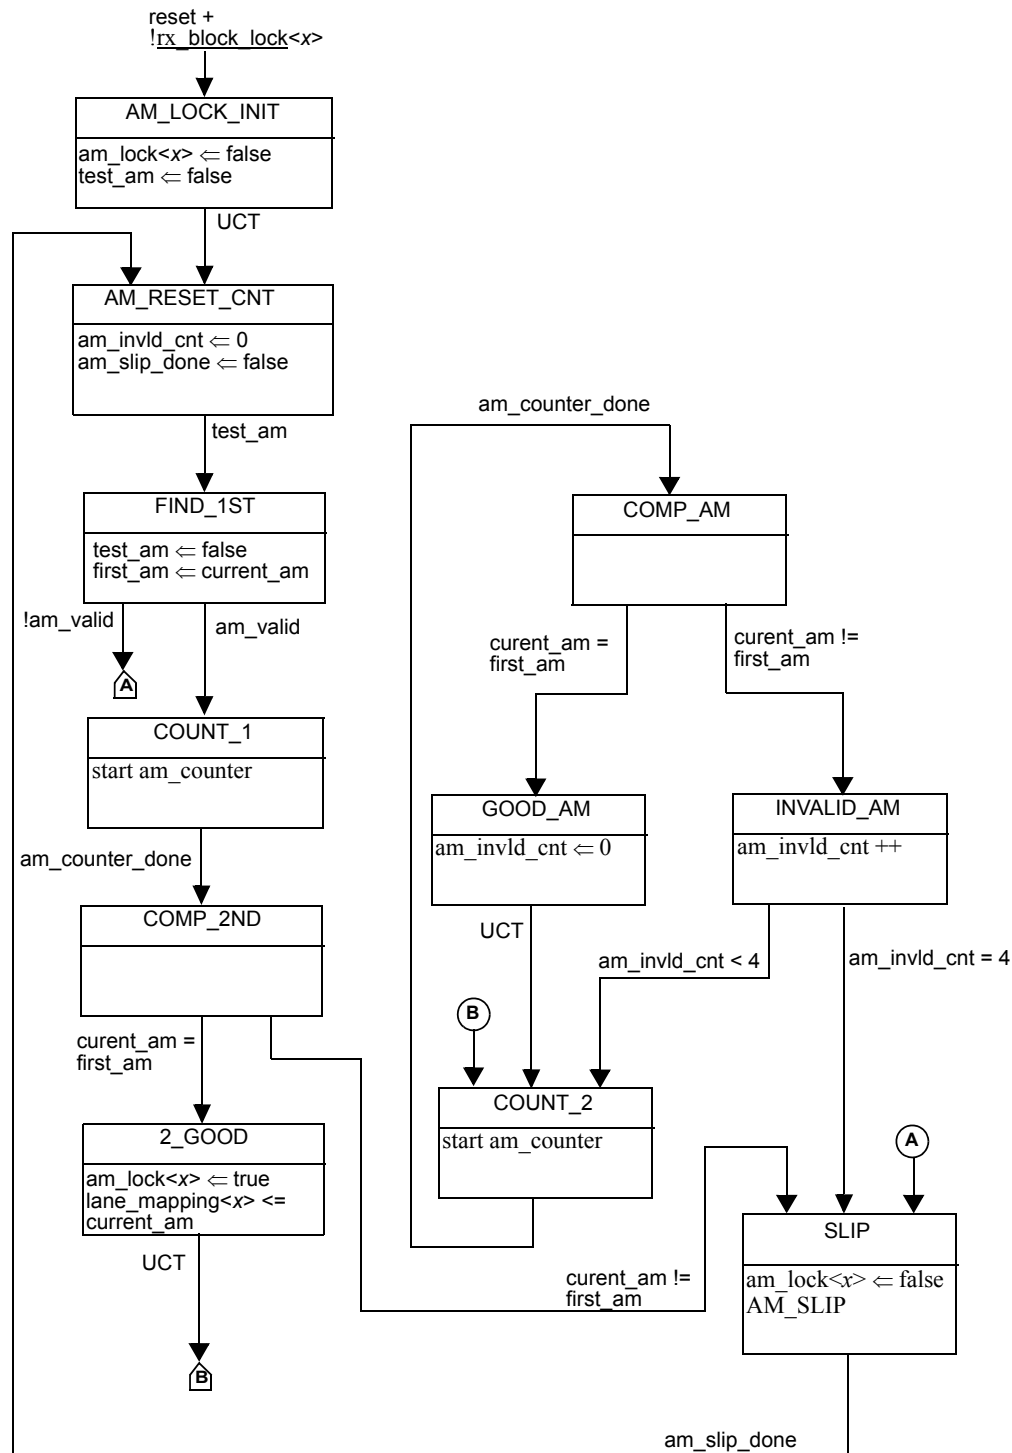 reset +
!rx_block_lock<x>
AM_LOCK_INIT
am_lock<x> ⇐ false
test_am ⇐ false
UCT
AM_RESET_CNT
am_invld_cnt ⇐ 0
am_slip_done ⇐ false
test_am
FIND_1ST
test_am ⇐ false
first_am ⇐ current_am
!am_valid
am_valid
A
COUNT_1
start am_counter
am_counter_done
COMP_2ND
curent_am =
first_am
2_GOOD
am_lock<x> ⇐ true
lane_mapping<x> <=
current_am
UCT
B
am_counter_done
COMP_AM
curent_am =
first_am
curent_am !=
first_am
GOOD_AM
am_invld_cnt ⇐ 0
INVALID_AM
am_invld_cnt ++
UCT
am_invld_cnt < 4
am_invld_cnt = 4
B
COUNT_2
start am_counter
A
curent_am !=
first_am
SLIP
am_lock<x> ⇐ false
AM_SLIP
am_slip_done